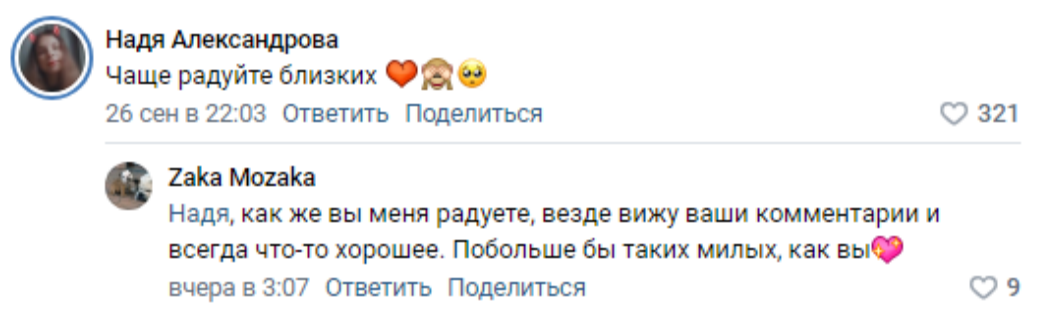 Надя Александрова
Чаще радуйте близких ❤️🙈🥺
26 сен в 22:03 Ответить Поделиться 321
Zaka Mozaka
Надя, как же вы меня радуете, везде вижу ваши комментарии и
всегда что-то хорошее. Побольше бы таких милых, как вы💖
вчера в 3:07 Ответить Поделиться 9